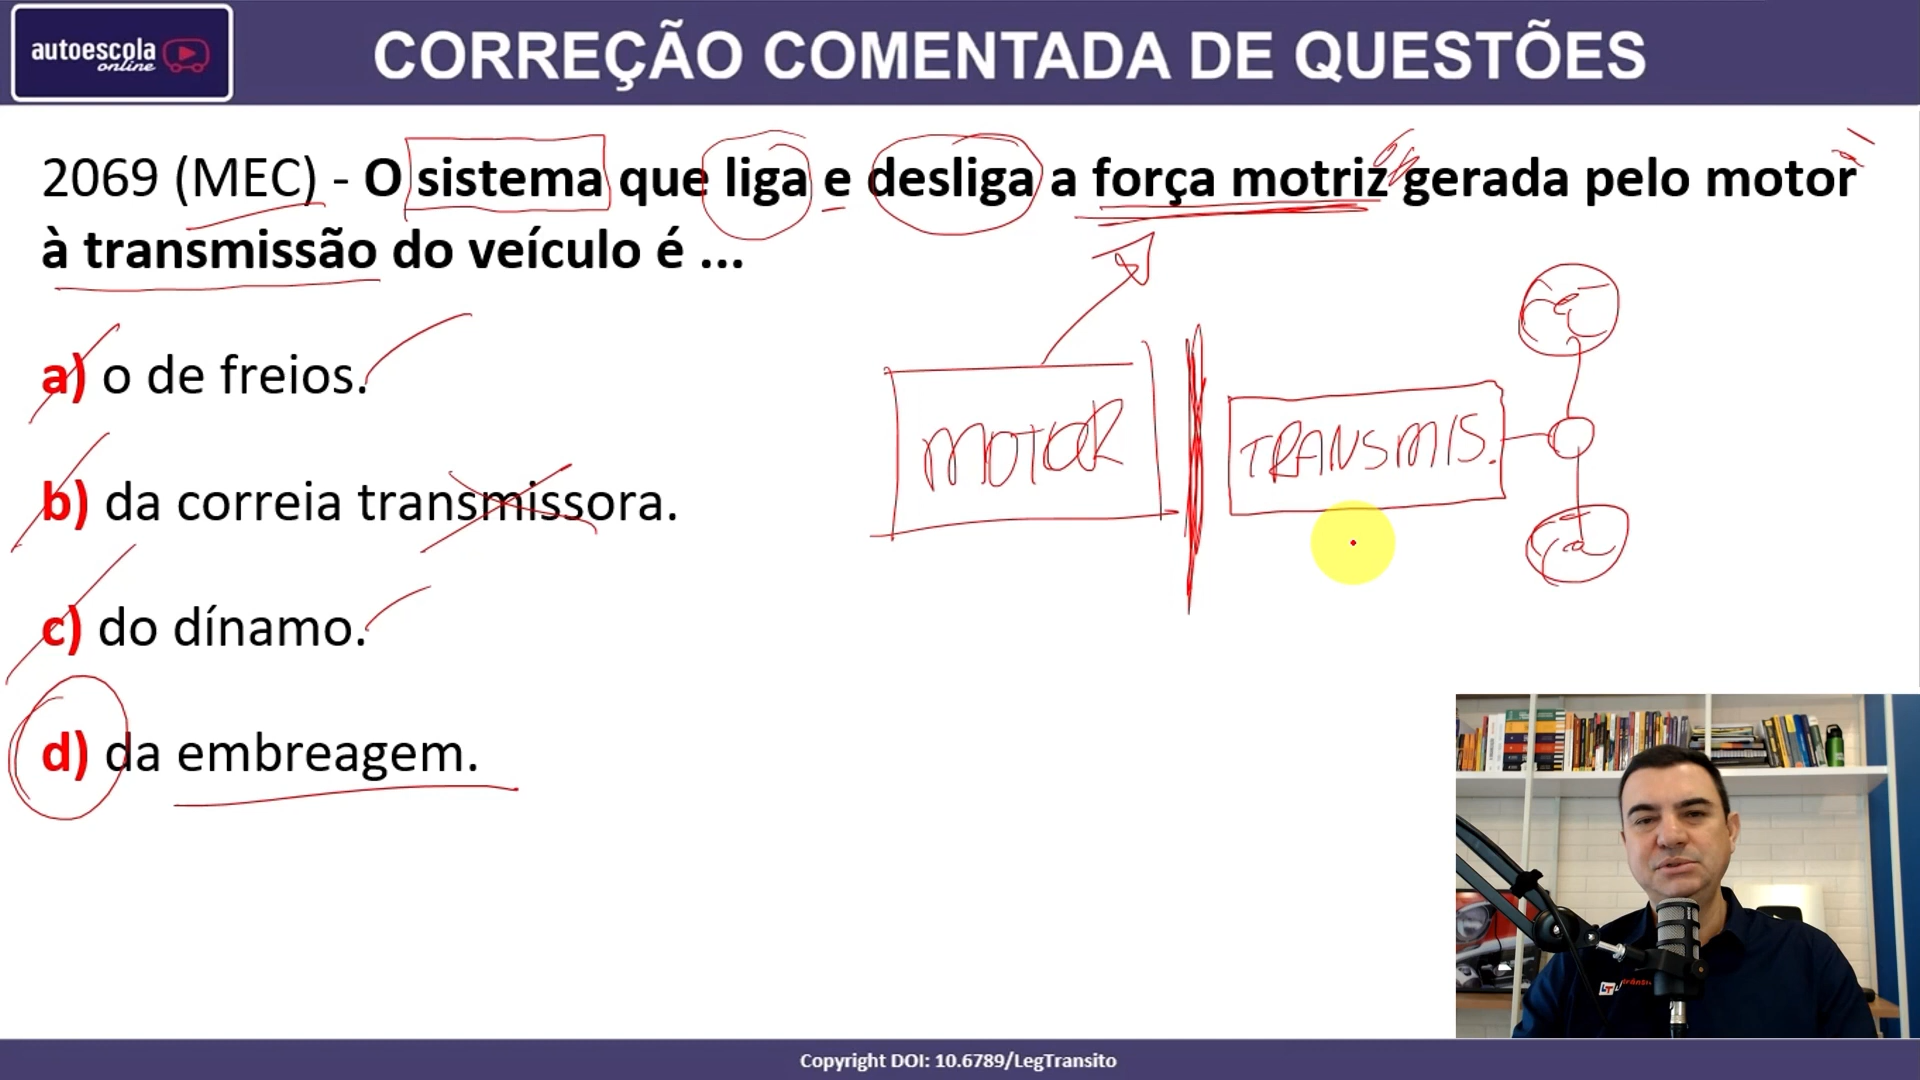 autoescola
online
CORREÇÃO COMENTADA DE QUESTÕES
2069 (MEC) - O sistema que liga e desliga a força motriz gerada pelo motor
à transmissão do veículo é ...
a) o de freios.
b) da correia transmissora.
c) do dínamo.
d) da embreagem.
MOTOR
TRANSMIS.
LT
Copyright DOI: 10.6789/LegTransito